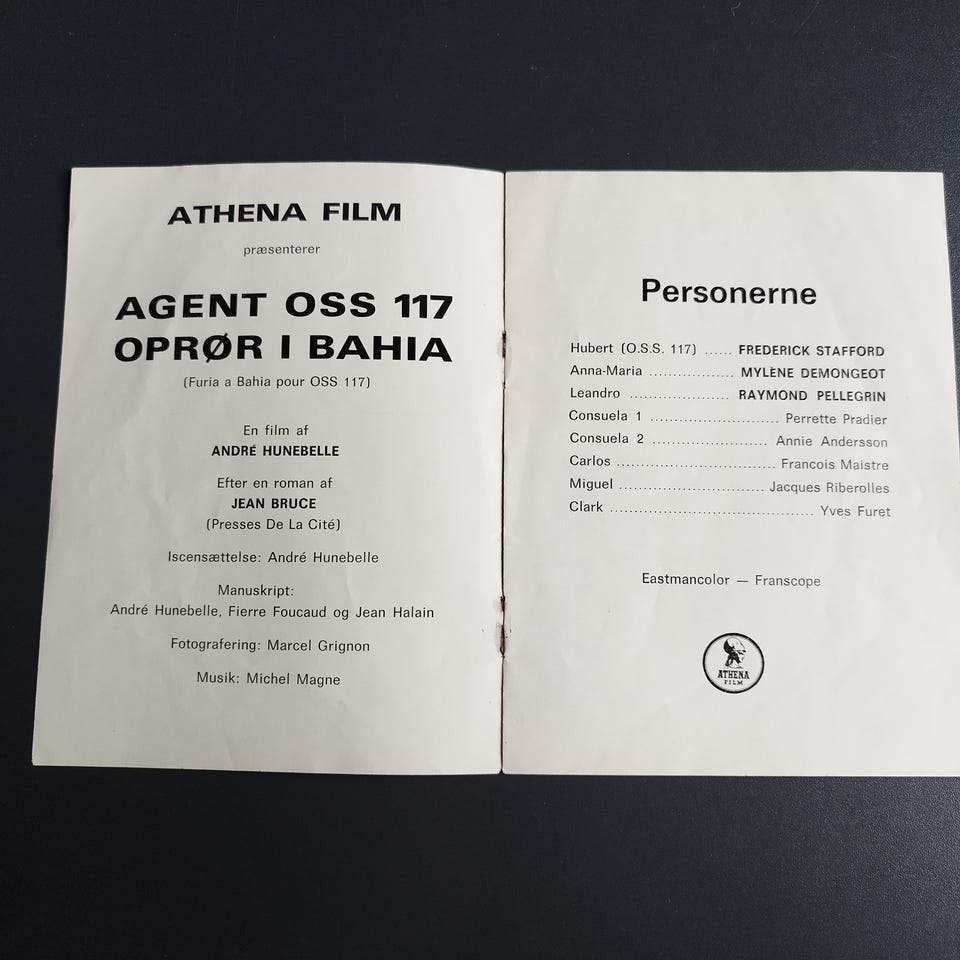 ATHENA FILM
præsenterer
AGENT OSS 117
OPRØR I BAHIA
(Furia a Bahia pour OSS 117)
En film af
ANDRÉ HUNEBELLE
Efter en roman af
JEAN BRUCE
(Presses De La Cité)
Iscensættelse: André Hunebelle
Manuskript:
André Hunebelle, Fierre Foucaud og Jean Halain
Fotografering: Marcel Grignon
Musik: Michel Magne
Personerne
Hubert (O.S.S. 117) ...... FREDERICK STAFFORD
Anna-Maria ................. MYLÈNE DEMONGEOT
Leandro .................... RAYMOND PELLEGRIN
Consuela 1 .......................... Perrette Pradier
Consuela 2 ....................... Annie Andersson
Carlos ................................ Francois Maistre
Miguel ............................. Jacques Riberolles
Clark ......................................... Yves Furet
Eastmancolor — Franscope
ATHENA
FILM